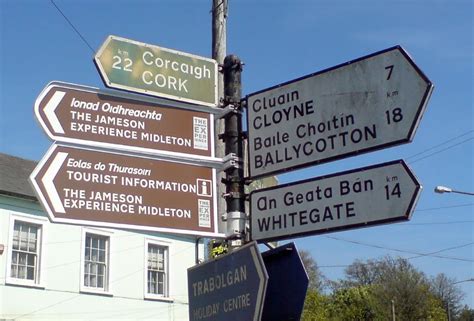 Corcaigh
km
22 CORK
Ionad Oidhreachta
THE JAMESON
EXPERIENCE MIDLETON
Eolas do Thurasoirí
TOURIST INFORMATION
THE JAMESON
EXPERIENCE MIDLETON
i
Cluain 7
CLOYNE km
Baile Choitín 18
BALLYCOTTON
An Geata Bán km
WHITEGATE 14
TRABOLGAN
HOLIDAY CENTRE